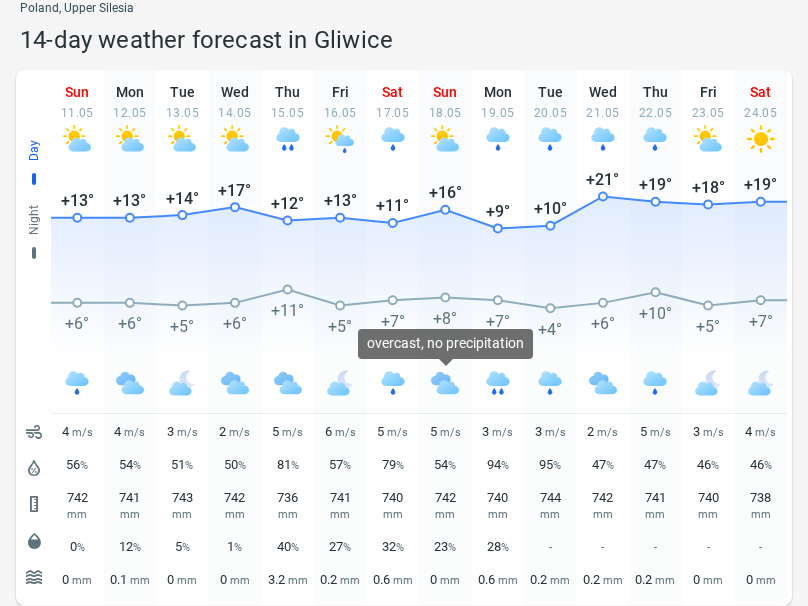 Poland, Upper Silesia
14-day weather forecast in Gliwice
Sun Mon Tue Wed Thu Fri Sat Sun Mon Tue Wed Thu Fri Sat
11.05 12.05 13.05 14.05 15.05 16.05 17.05 18.05 19.05 20.05 21.05 22.05 23.05 24.05
Day
+13° +13° +14° +17° +12° +13° +11° +16° +9° +10° +21° +19° +18° +19°
Night
+6° +6° +5° +6° +11° +5° +7° +8° +7° +4° +6° +10° +5° +7°
overcast, no precipitation
4 m/s 4 m/s 3 m/s 2 m/s 5 m/s 6 m/s 5 m/s 5 m/s 3 m/s 3 m/s 2 m/s 5 m/s 3 m/s 4 m/s
56% 54% 51% 50% 81% 57% 79% 54% 94% 95% 47% 47% 46% 46%
742 741 743 742 736 741 740 742 740 744 742 741 740 738
mm mm mm mm mm mm mm mm mm mm mm mm mm mm
0% 12% 5% 1% 40% 27% 32% 23% 28% - - - - -
0 mm 0.1 mm 0 mm 0 mm 3.2 mm 0.2 mm 0.6 mm 0 mm 0.6 mm 0.2 mm 0.2 mm 0.2 mm 0 mm 0 mm